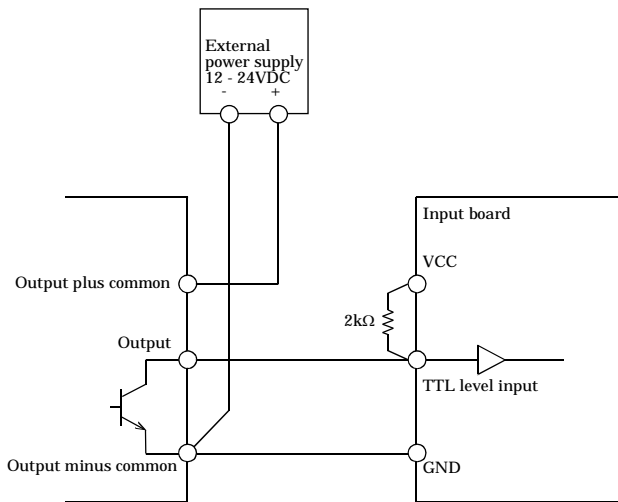 External
power supply
12 - 24VDC
- +
Input board
VCC
Output plus common
2kΩ
Output
TTL level input
Output minus common
GND